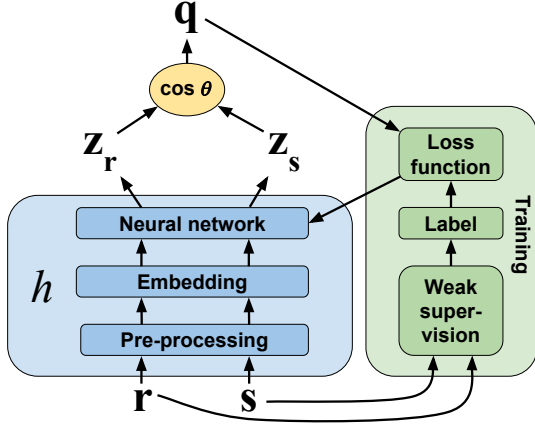 q
cos θ
z_r
z_s
Loss
function
Training
Neural network
Label
h
Embedding
Weak
super-
vision
Pre-processing
r
s